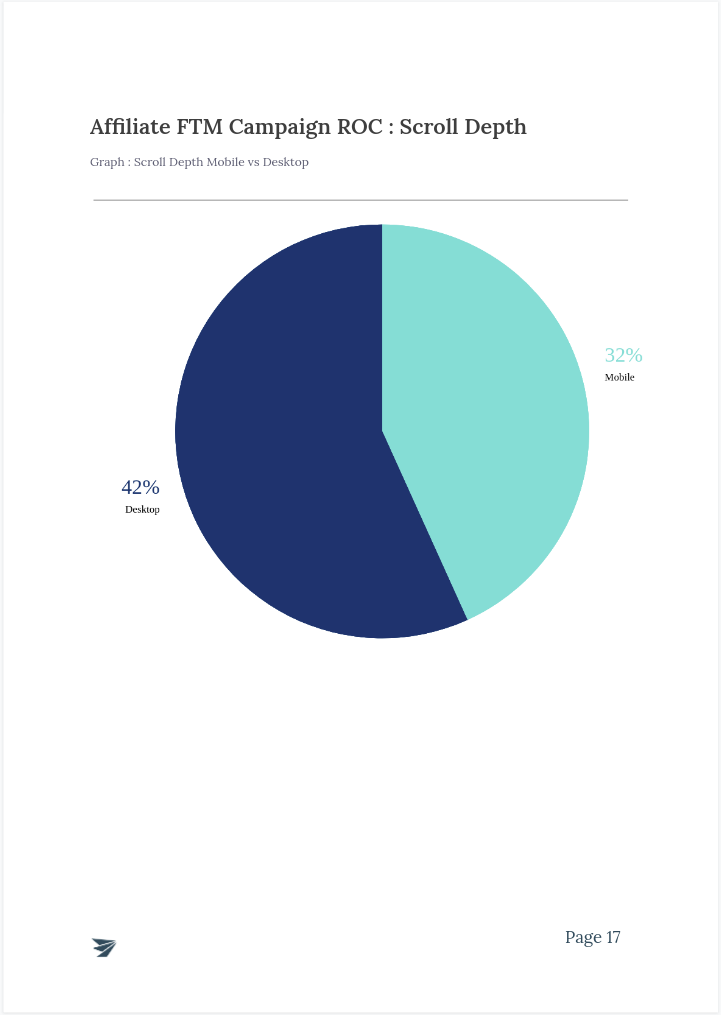 Affiliate FTM Campaign ROC : Scroll Depth
Graph : Scroll Depth Mobile vs Desktop
32%
Mobile
42%
Desktop
Page 17